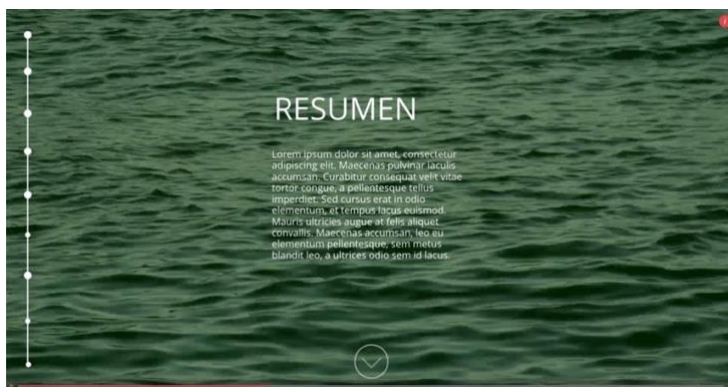 RESUMEN
Lorem ipsum dolor sit amet, consectetur
adipiscing elit. Maecenas pulvinar iaculis
accumsan. Curabitur consequat velit vitae
tortor congue, a pellentesque tellus
imperdiet. Sed cursus erat in odio
elementum, et tempus lacus euismod.
Mauris ultricies augue at felis aliquet
convallis. Maecenas accumsan, leo eu
elementum pellentesque, sem metus
blandit leo, a ultrices odio sem id lacus.